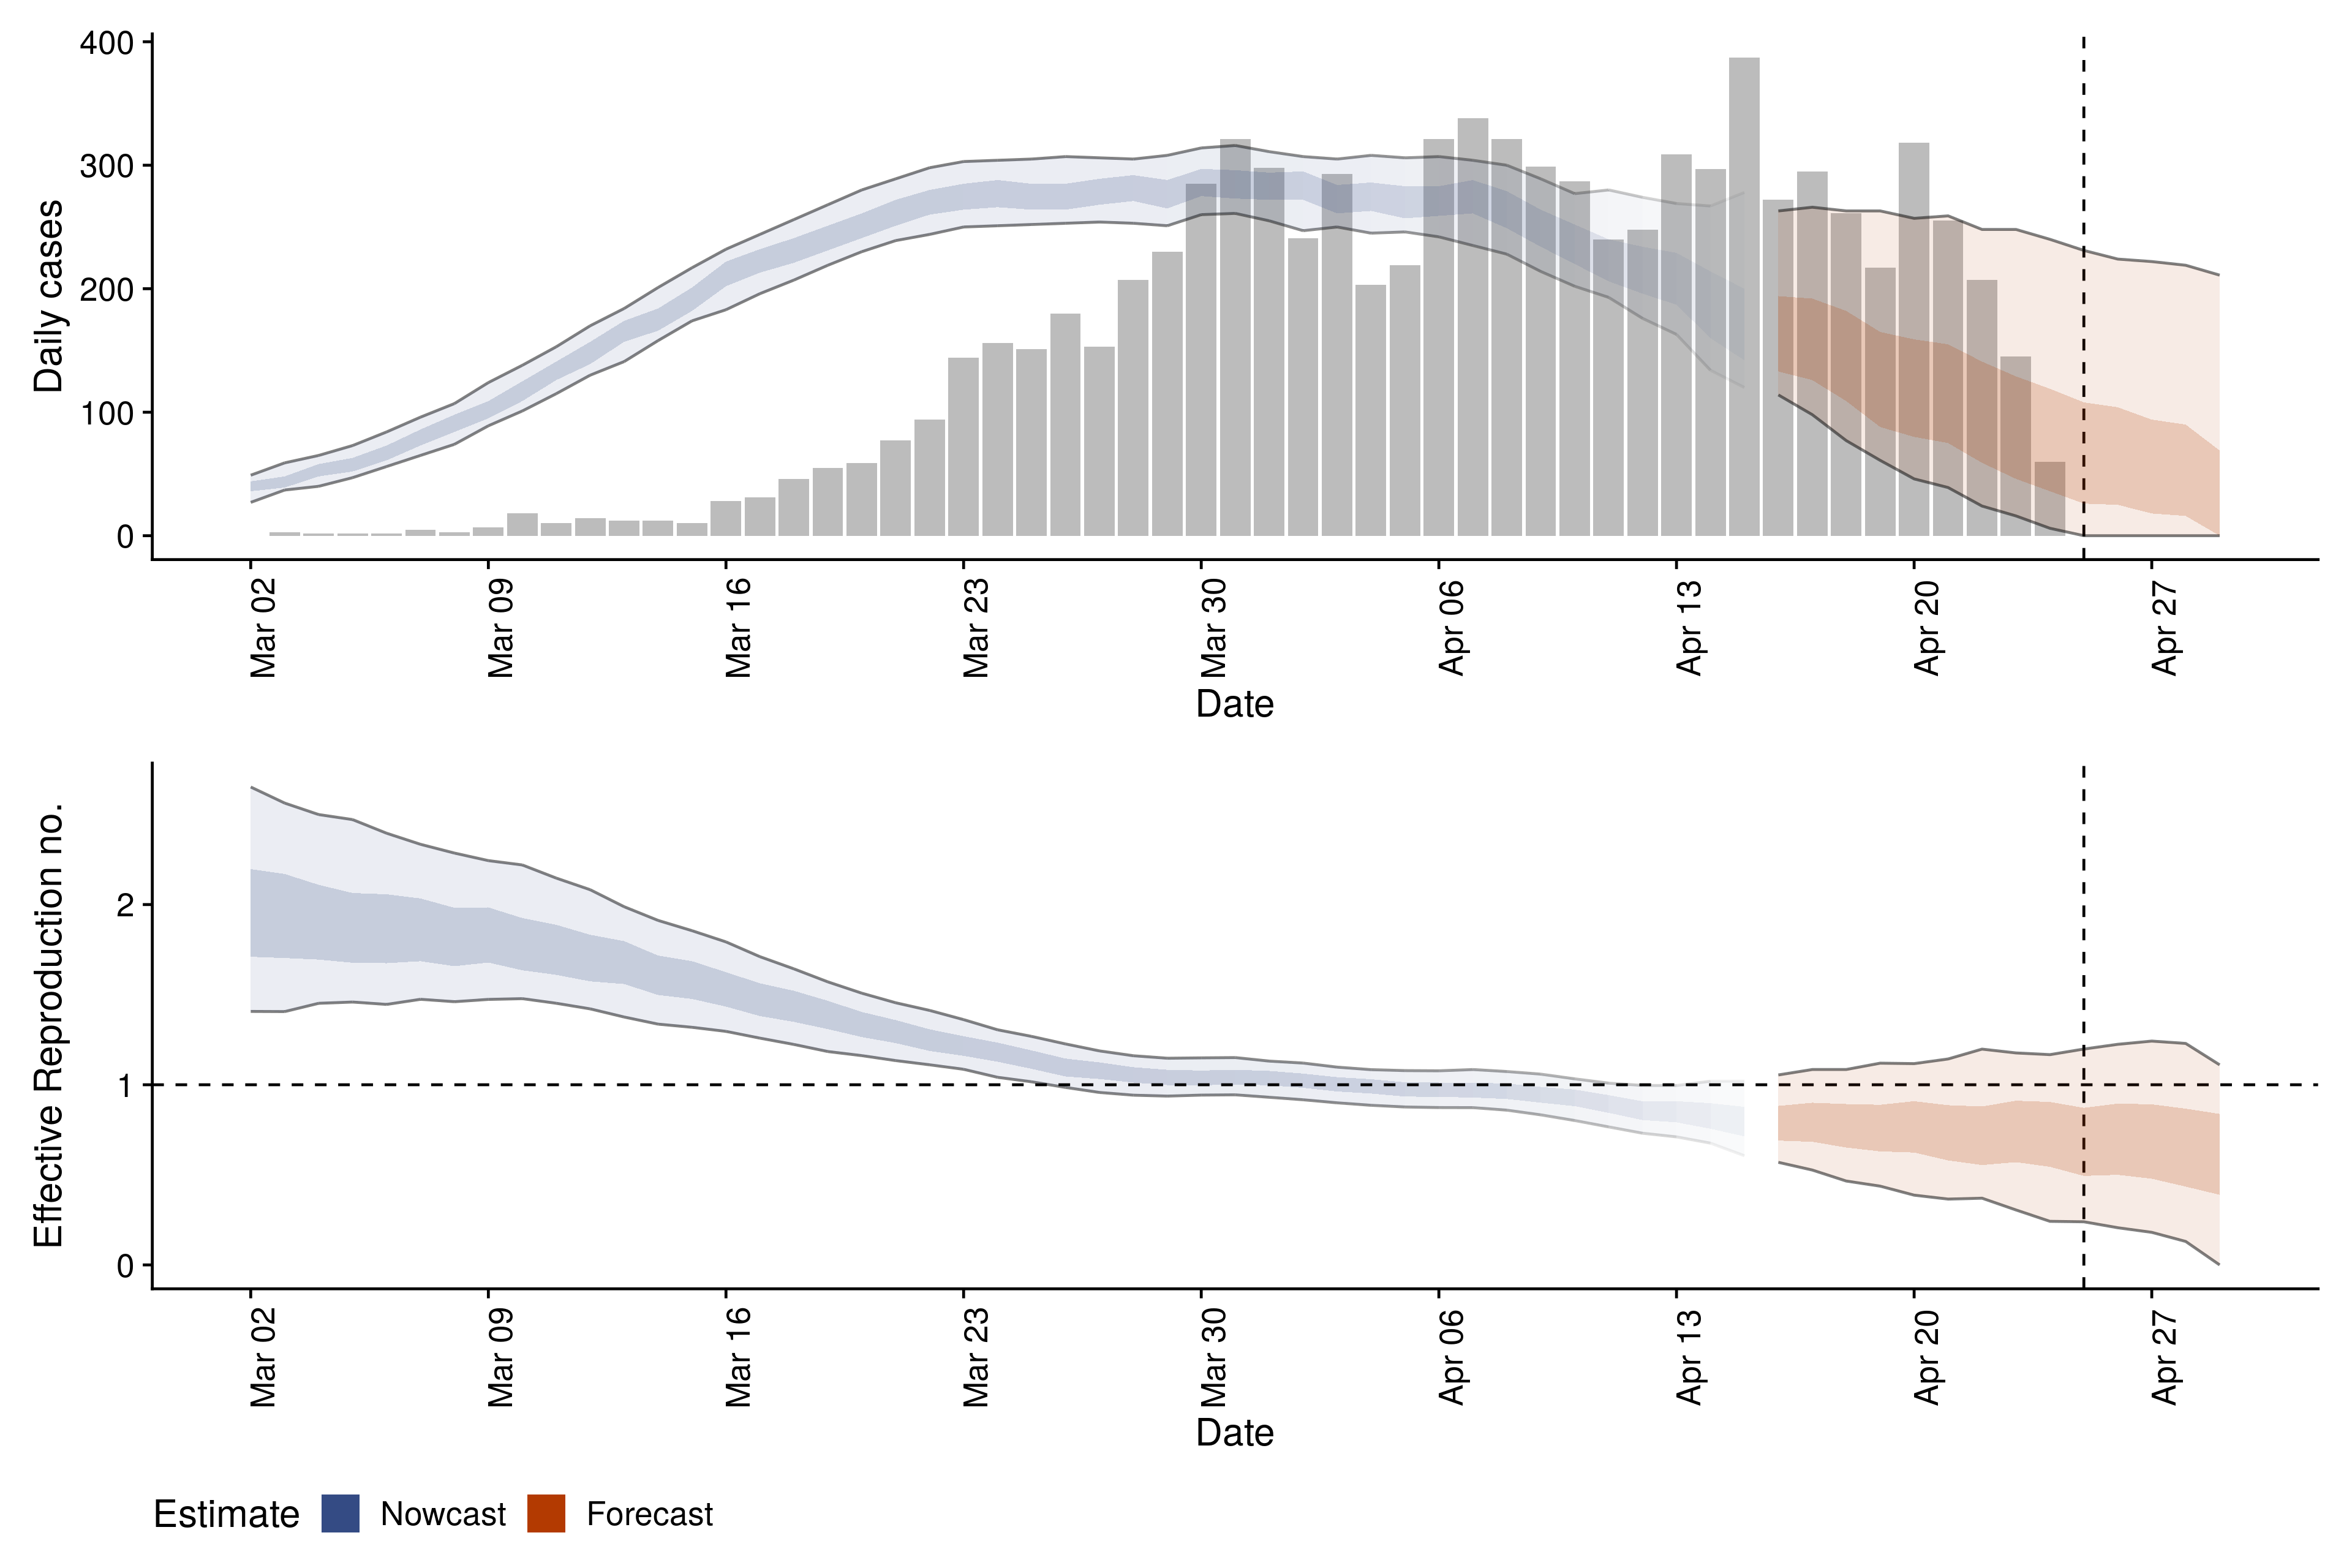 Daily cases
400
300
200
100
0
Mar 02
Mar 09
Mar 16
Mar 23
Mar 30
Apr 06
Apr 13
Apr 20
Apr 27
Date
Effective Reproduction no.
2
1
0
Mar 02
Mar 09
Mar 16
Mar 23
Mar 30
Apr 06
Apr 13
Apr 20
Apr 27
Date
Estimate Nowcast Forecast